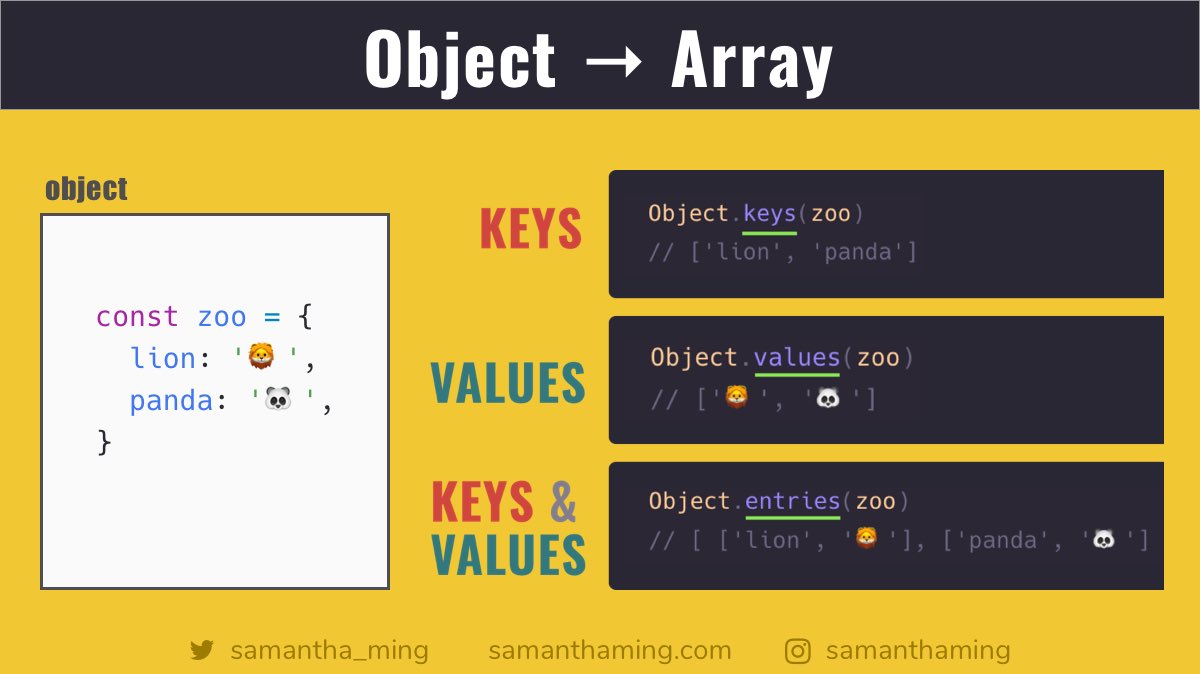 Object → Array
object
const zoo = {
  lion: '🦁 ',
  panda: '🐼 ',
}
KEYS
Object.keys(zoo)
// ['lion', 'panda']
VALUES
Object.values(zoo)
// ['🦁 ', '🐼 ']
KEYS &
VALUES
Object.entries(zoo)
// [ ['lion', '🦁 '], ['panda', '🐼 ']
samantha_ming samanthaming.com samanthaming